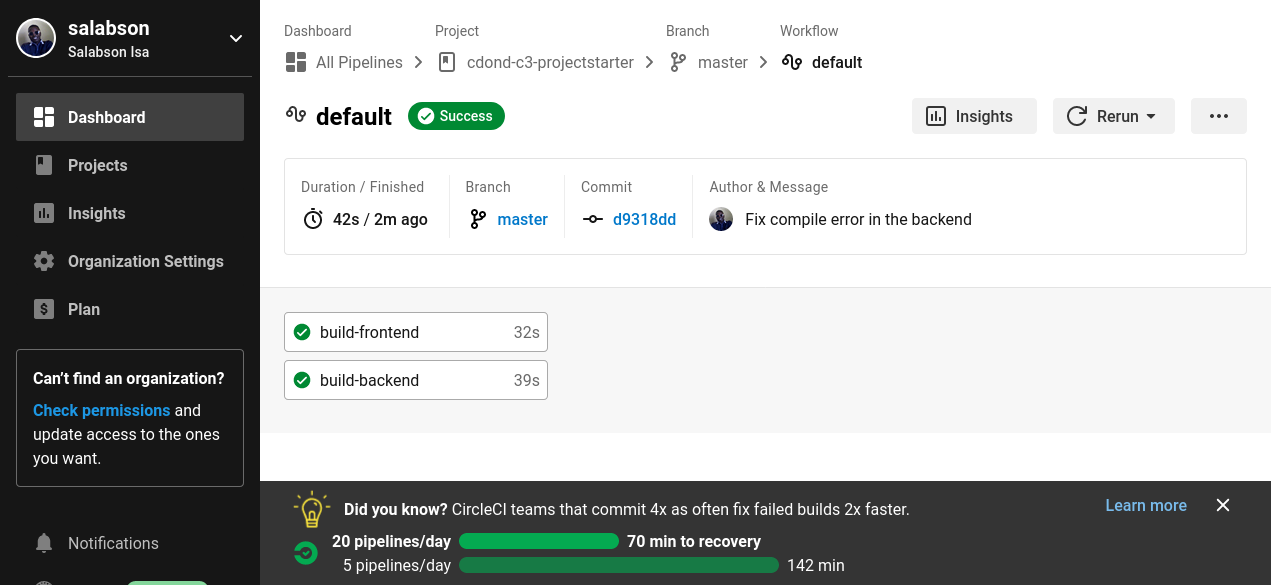 salabson
Salabson Isa
Dashboard
Projects
Insights
Organization Settings
Plan
Can't find an organization?
Check permissions and
update access to the ones
you want.
Notifications
Dashboard Project Branch Workflow
All Pipelines cdond-c3-projectstarter master default
default Success Insights Rerun
Duration / Finished Branch Commit Author & Message
42s / 2m ago master d9318dd Fix compile error in the backend
build-frontend 32s
build-backend 39s
Did you know? CircleCI teams that commit 4x as often fix failed builds 2x faster. Learn more
20 pipelines/day 70 min to recovery
5 pipelines/day 142 min